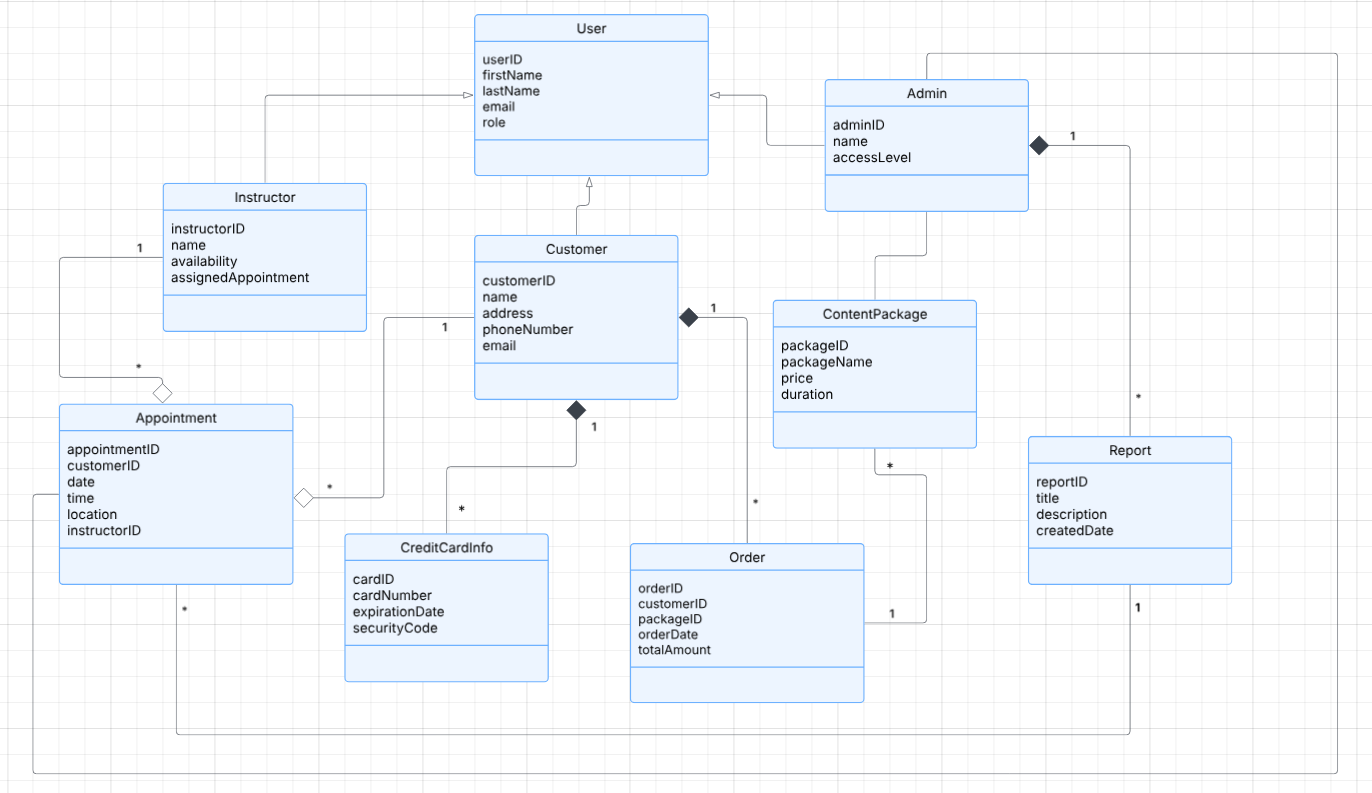 User
userID
firstName
lastName
email
role
Admin
adminID
name
accessLevel
1
Instructor
instructorID
name
availability
assignedAppointment
1
*
Customer
customerID
name
address
phoneNumber
email
1
1
1
ContentPackage
packageID
packageName
price
duration
*
*
Appointment
appointmentID
customerID
date
time
location
instructorID
*
*
CreditCardInfo
cardID
cardNumber
expirationDate
securityCode
*
*
Order
orderID
customerID
packageID
orderDate
totalAmount
1
Report
reportID
title
description
createdDate
1